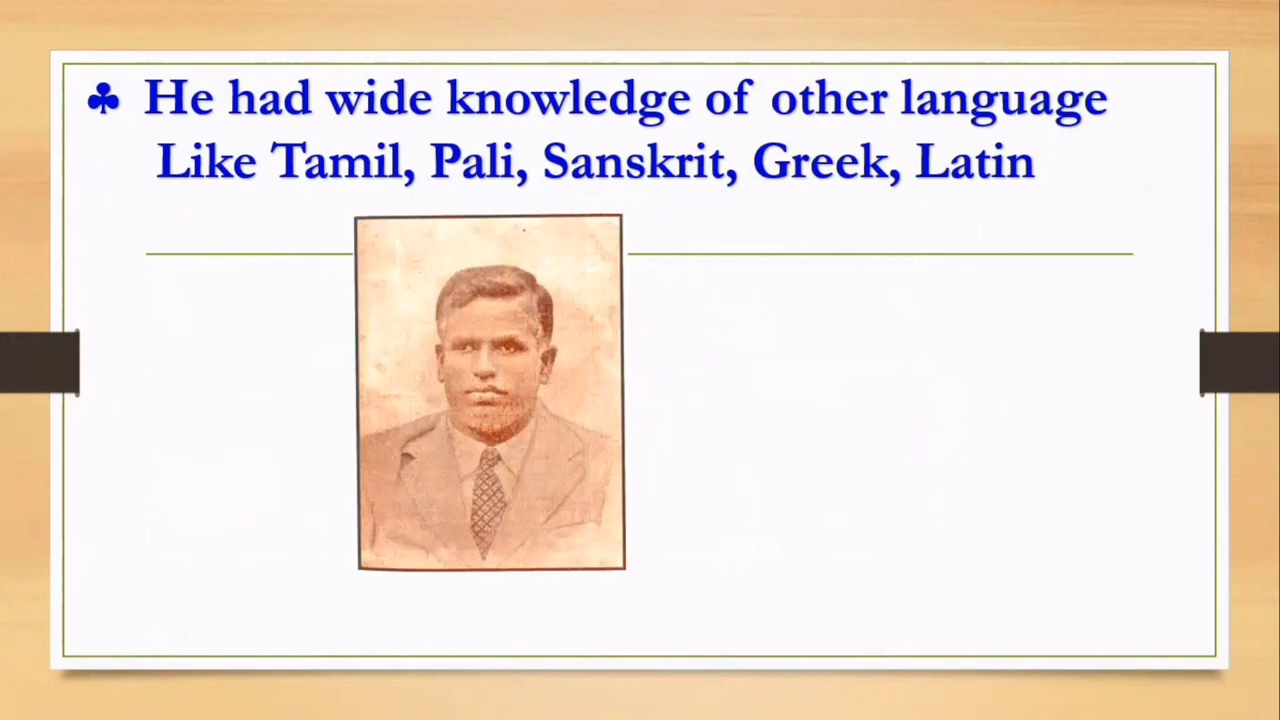 ♣ He had wide knowledge of other language
Like Tamil, Pali, Sanskrit, Greek, Latin